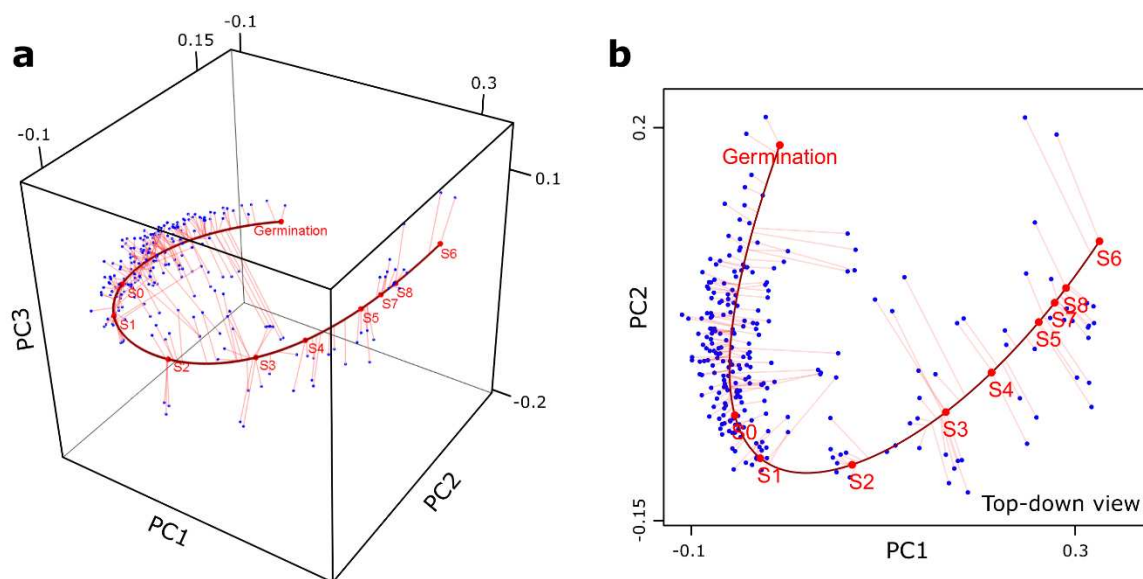 a
-0.1
0.15
-0.1
0.3
0.1
-0.2
PC3
PC1
PC2
Germination
S0
S1
S2
S3
S4
S5
S7
S8
S6
b
0.2
PC2
-0.15
-0.1
PC1
0.3
Germination
S0
S1
S2
S3
S4
S5
S7
S8
S6
Top-down view